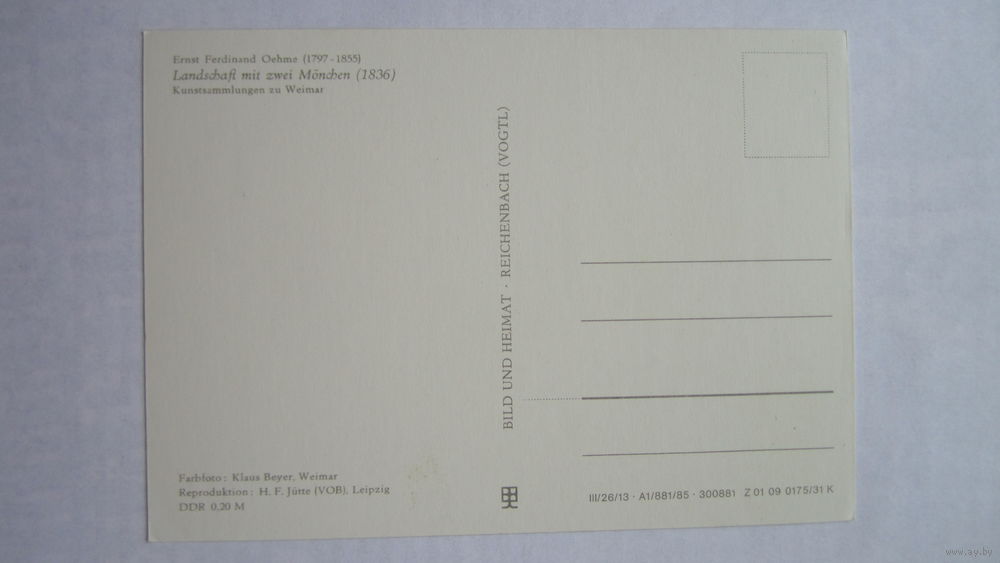 Ernst Ferdinand Oehme (1797-1855)
Landschaft mit zwei Mönchen (1836)
Kunstsammlungen zu Weimar
BILD UND HEIMAT · REICHENBACH (VOGTL)
Farbfoto: Klaus Beyer, Weimar
Reproduktion: H. F. Jütte (VOB), Leipzig
DDR 0.20 M
III/26/13 · A1/881/85 · 300881 Z 01 09 0175/31 K
www.ay.by